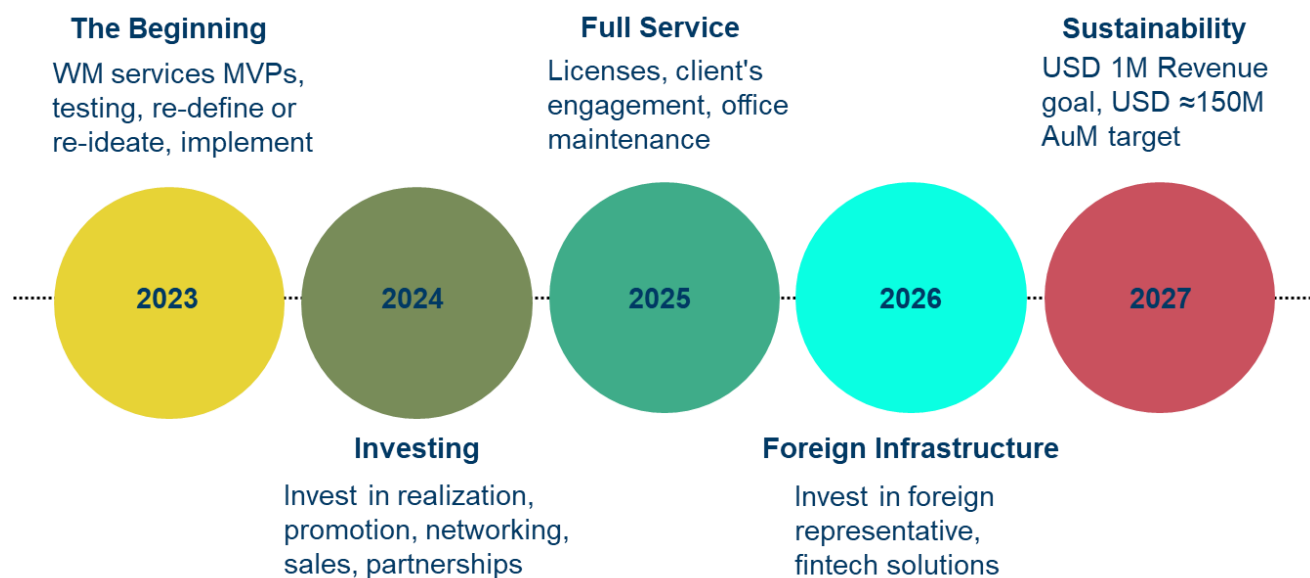 The Beginning
WM services MVPs,
testing, re-define or
re-ideate, implement
Full Service
Licenses, client's
engagement, office
maintenance
Sustainability
USD 1M Revenue
goal, USD ≈150M
AuM target
2023
2024
2025
2026
2027
Investing
Invest in realization,
promotion, networking,
sales, partnerships
Foreign Infrastructure
Invest in foreign
representative,
fintech solutions